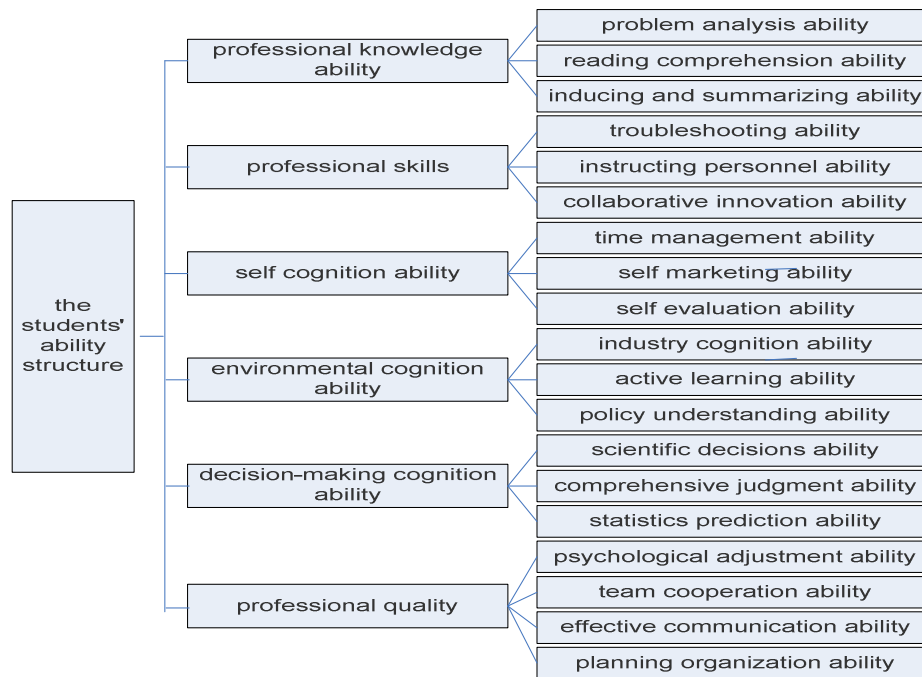 the
students'
ability
structure
professional knowledge
ability
problem analysis ability
reading comprehension ability
inducing and summarizing ability
professional skills
troubleshooting ability
instructing personnel ability
collaborative innovation ability
self cognition ability
time management ability
self marketing ability
self evaluation ability
environmental cognition
ability
industry cognition ability
active learning ability
policy understanding ability
decision-making cognition
ability
scientific decisions ability
comprehensive judgment ability
statistics prediction ability
professional quality
psychological adjustment ability
team cooperation ability
effective communication ability
planning organization ability